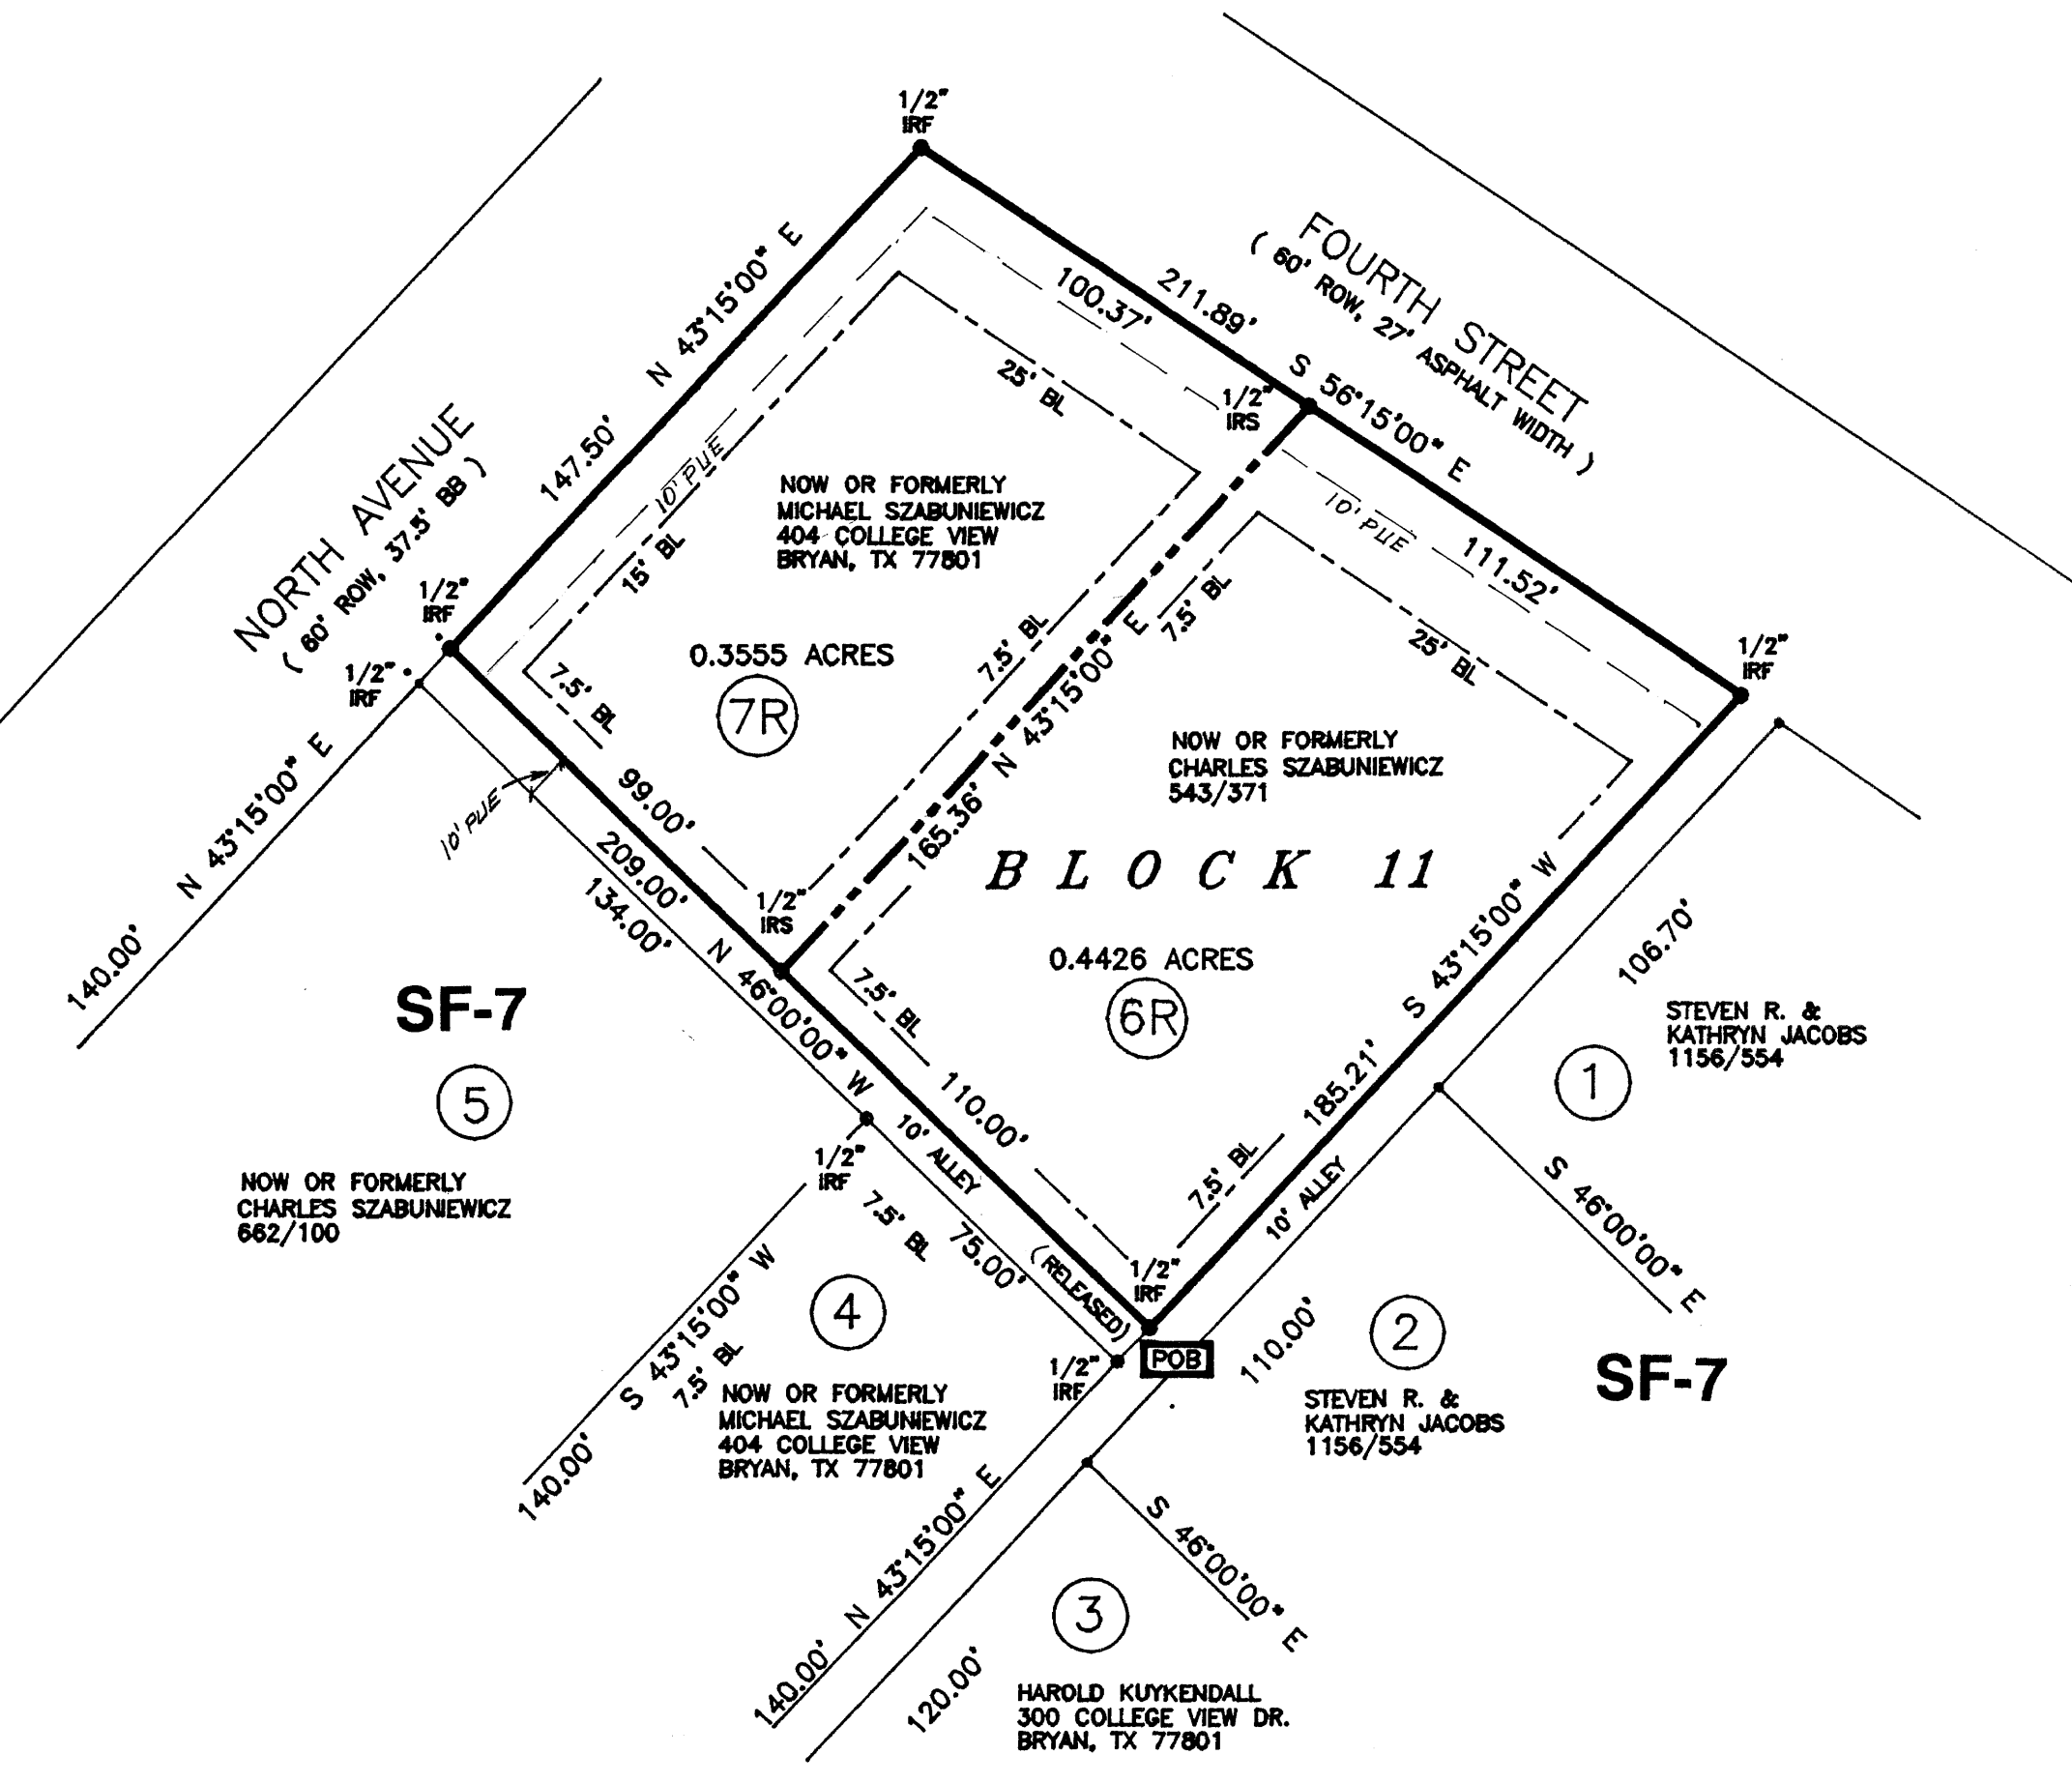 1/2"
IRF
FOURTH STREET
( 60' ROW, 27' ASPHALT WIDTH )
N 43°15'00" E
147.50'
211.89'
S 56°15'00" E
100.37'
25' BL
1/2"
IRS
10' PUE
15' BL
NORTH AVENUE
( 60' ROW, 37.5' BB )
NOW OR FORMERLY
MICHAEL SZABUNIEWICZ
404 COLLEGE VIEW
BRYAN, TX 77801
0.3555 ACRES
7R
7.5' BL
7.5' BL
7.5' BL
10' PUE
111.52'
25' BL
1/2"
IRF
1/2"
IRF
1/2"
IRF
N 43°15'00" E
140.00'
10' PUE
99.00'
209.00'
134.00'
1/2"
IRS
165.36'
N 43°15'00" E
NOW OR FORMERLY
CHARLES SZABUNIEWICZ
543/371
BLOCK 11
0.4426 ACRES
6R
7.5' BL
S 43°15'00" W
185.21'
7.5' BL
10' ALLEY
106.70'
STEVEN R. &
KATHRYN JACOBS
1156/554
1
S 46°00'00" E
SF-7
5
NOW OR FORMERLY
CHARLES SZABUNIEWICZ
662/100
N 46°00'00" W
110.00'
10' ALLEY
(RELEASED)
1/2"
IRF
7.5' BL
75.00'
1/2"
IRF
POB
1/2"
IRF
S 43°15'00" W
7.5' BL
140.00'
4
NOW OR FORMERLY
MICHAEL SZABUNIEWICZ
404 COLLEGE VIEW
BRYAN, TX 77801
110.00'
2
STEVEN R. &
KATHRYN JACOBS
1156/554
SF-7
N 43°15'00" E
140.00'
S 46°00'00" E
120.00'
3
HAROLD KUYKENDALL
300 COLLEGE VIEW DR.
BRYAN, TX 77801